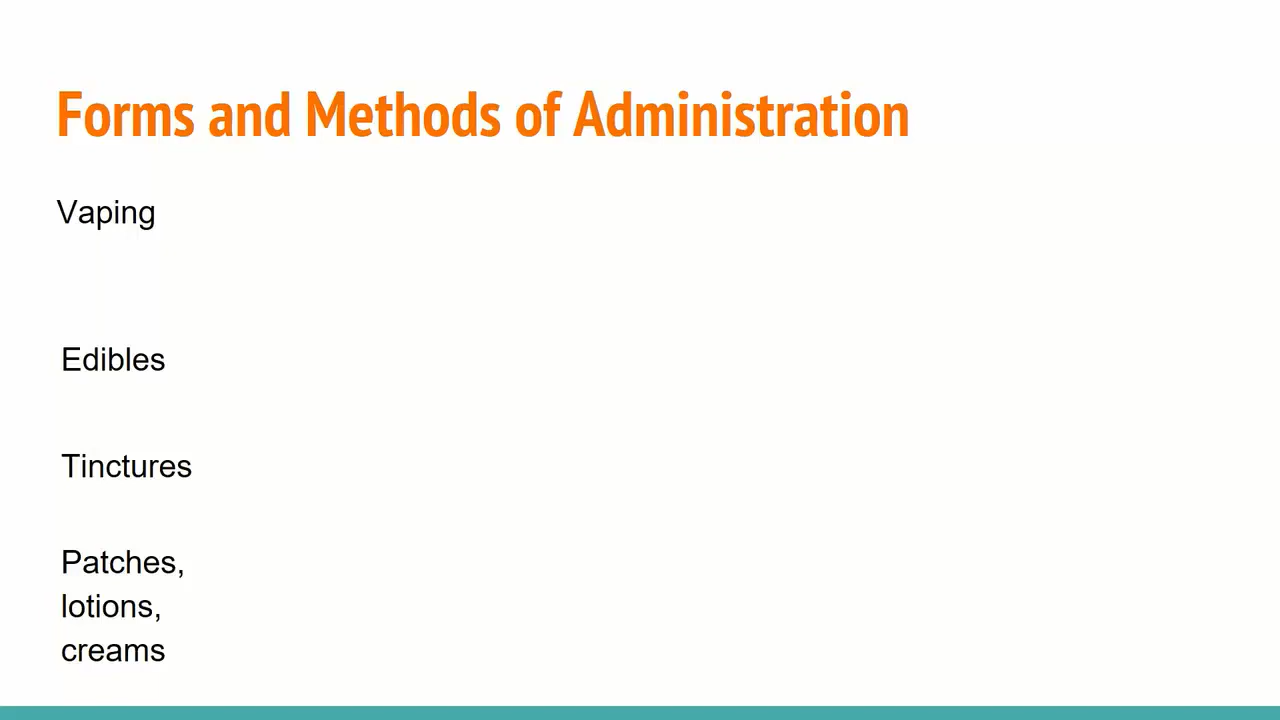 Forms and Methods of Administration
Vaping
Edibles
Tinctures
Patches,
lotions,
creams